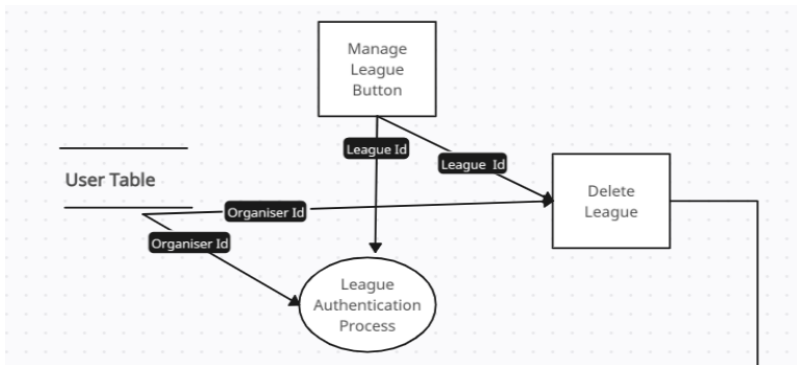 Manage
League
Button
League Id
League Id
User Table
Delete
League
Organiser Id
Organiser Id
League
Authentication
Process